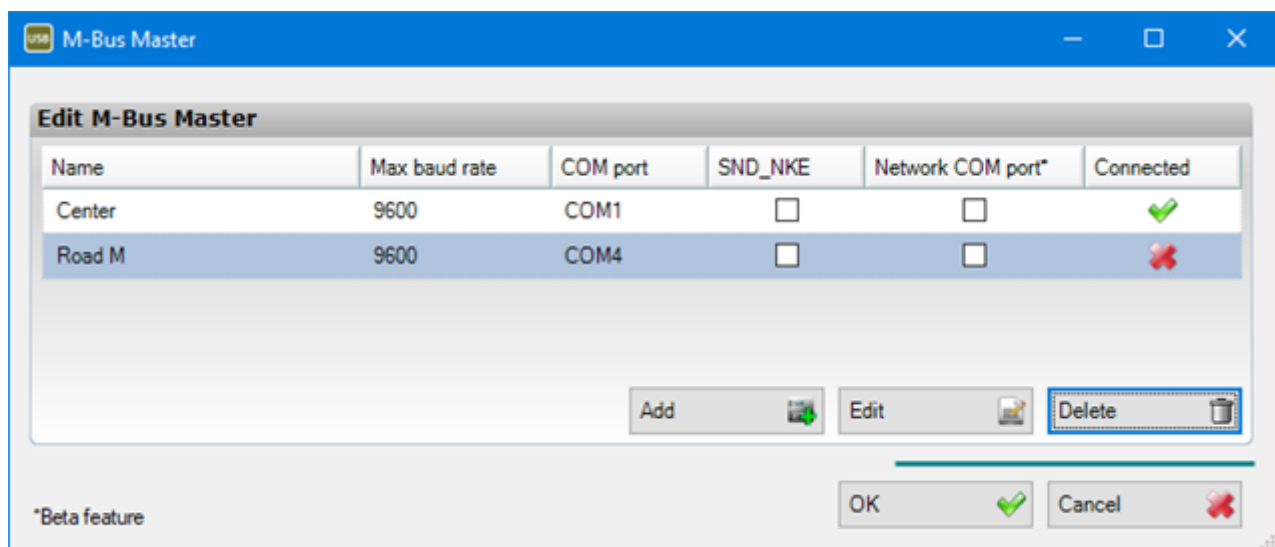 USB M-Bus Master
Edit M-Bus Master
Name Max baud rate COM port SND_NKE Network COM port* Connected
Center 9600 COM1
Road M 9600 COM4
Add Edit Delete
OK Cancel
*Beta feature